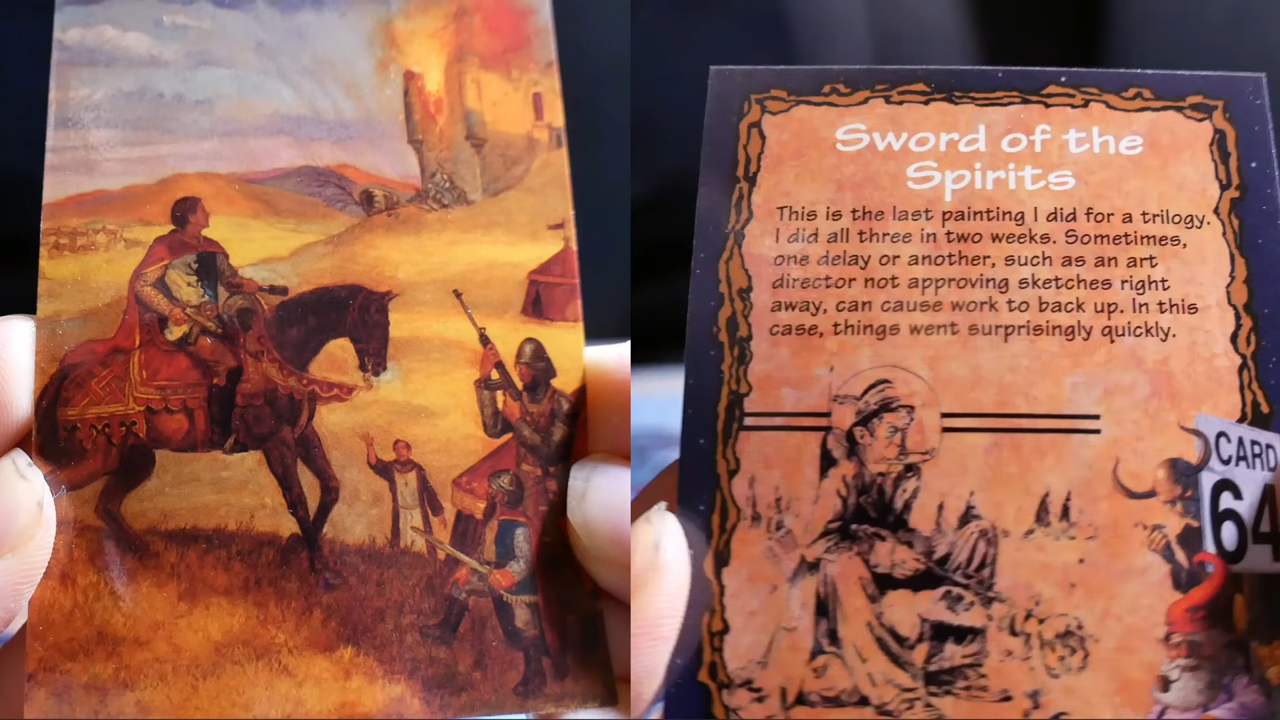 Sword of the
Spirits
This is the last painting I did for a trilogy.
I did all three in two weeks. Sometimes,
one delay or another, such as an art
director not approving sketches right
away, can cause work to back up. In this
case, things went surprisingly quickly.
CARD
64